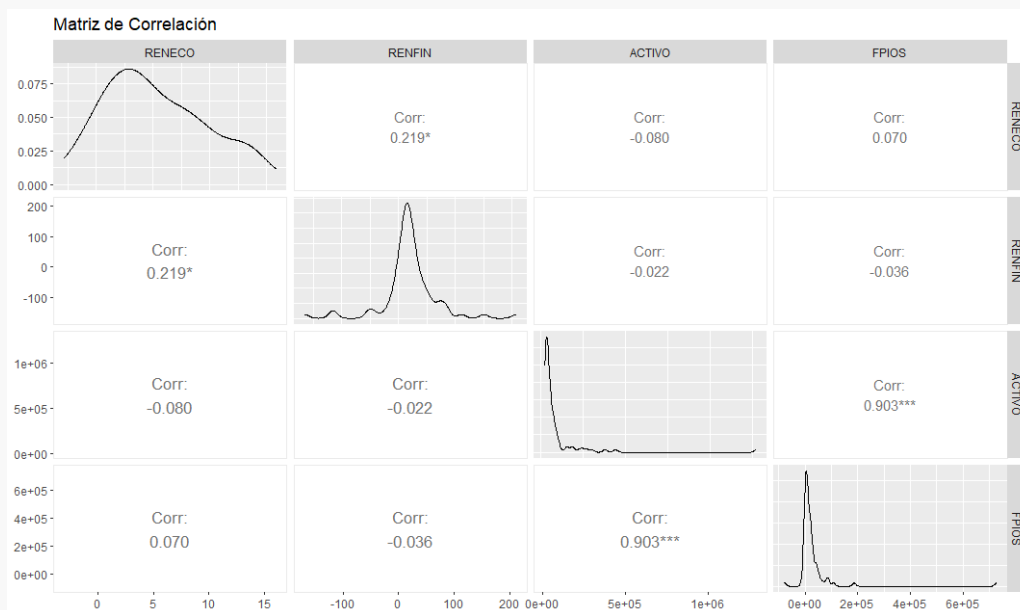 Matriz de Correlación
RENECO RENFIN ACTIVO FPIOS
0.075
0.050
0.025
0.000
Corr:
0.219*
Corr:
-0.080
Corr:
0.070
RENECO
200
100
0
-100
Corr:
0.219*
Corr:
-0.022
Corr:
-0.036
RENFIN
1e+06
5e+05
0e+00
Corr:
-0.080
Corr:
-0.022
Corr:
0.903***
ACTIVO
6e+05
4e+05
2e+05
0e+00
Corr:
0.070
Corr:
-0.036
Corr:
0.903***
FPIOS
0 5 10 15 -100 0 100 200 0e+00 5e+05 1e+06 0e+00 2e+05 4e+05 6e+05